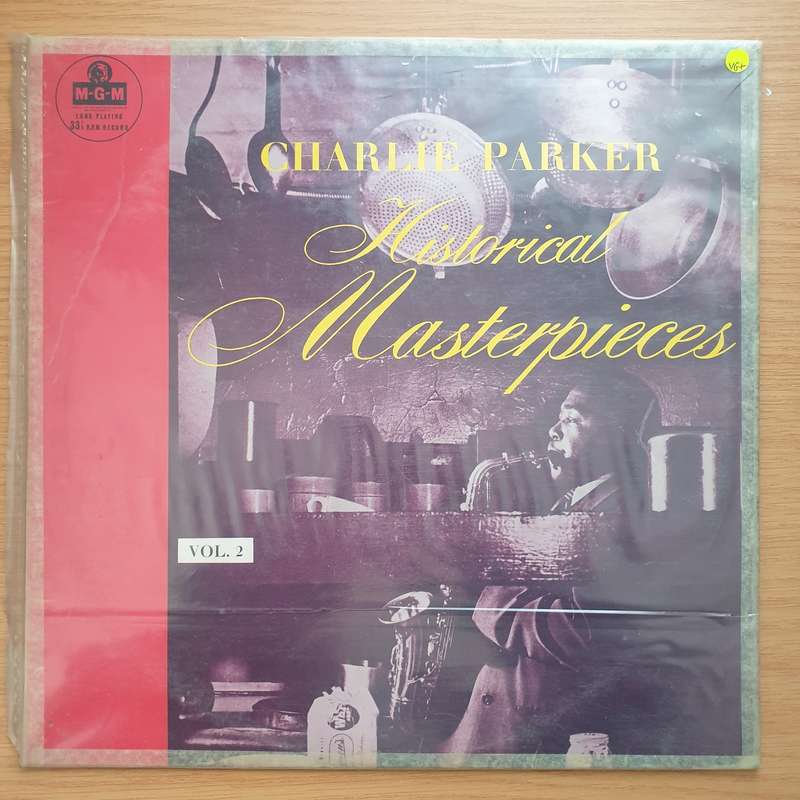 M-G-M
LONG PLAYING
33⅓ RPM RECORD
VG+
CHARLIE PARKER
Historical
Masterpieces
VOL. 2